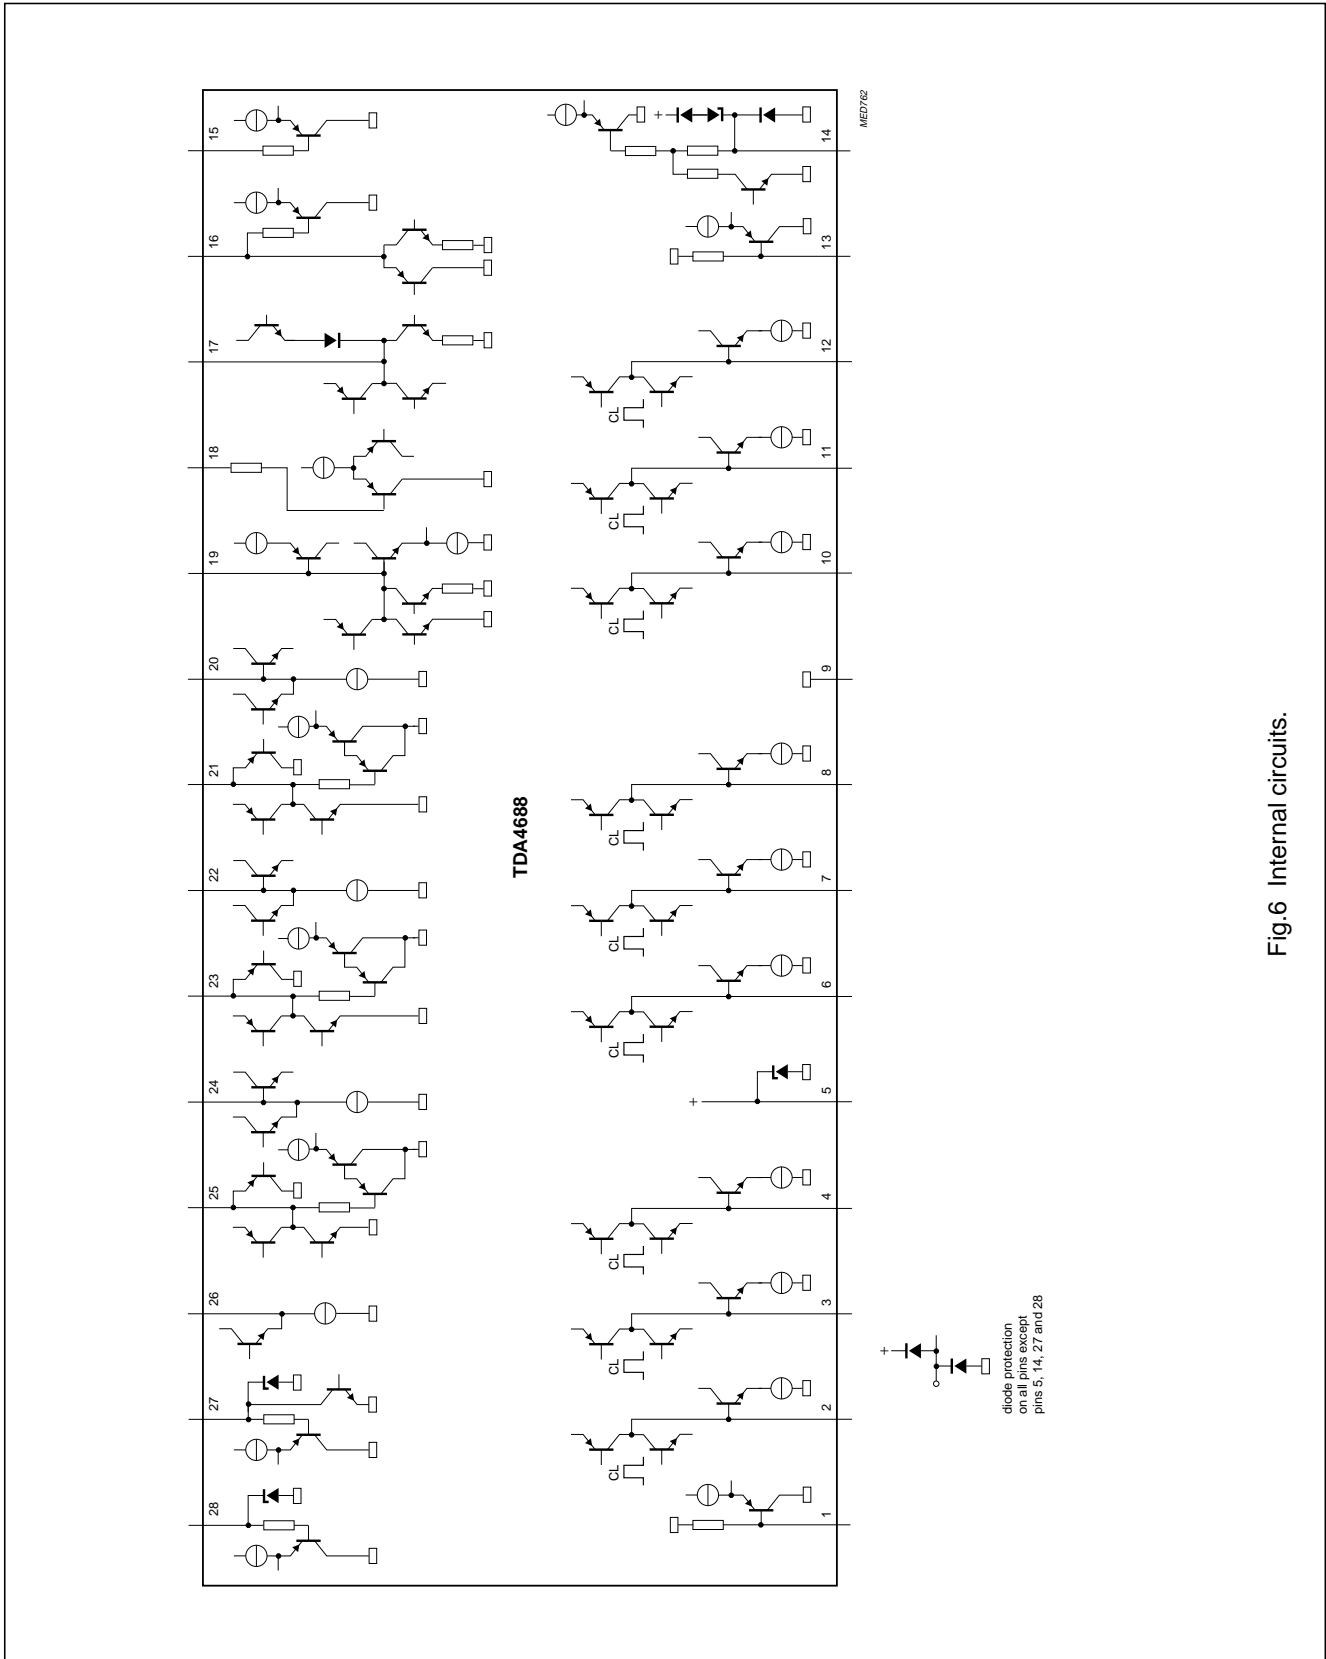 28
27
26
25
24
23
22
21
20
19
18
17
16
15
+
CL
CL
CL
CL
CL
CL
CL
CL
CL
+
TDA4688
1
2
3
4
5
6
7
8
9
10
11
12
13
14
MED762
+
diode protection
on all pins except
pins 5, 14, 27 and 28
Fig.6 Internal circuits.